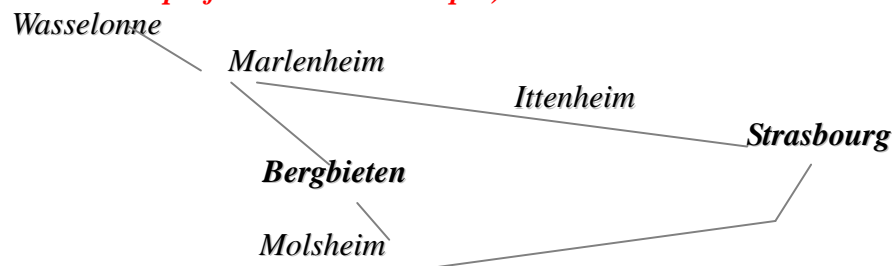 Wasselonne
Marlenheim
Ittenheim
Strasbourg
Bergbieten
Molsheim